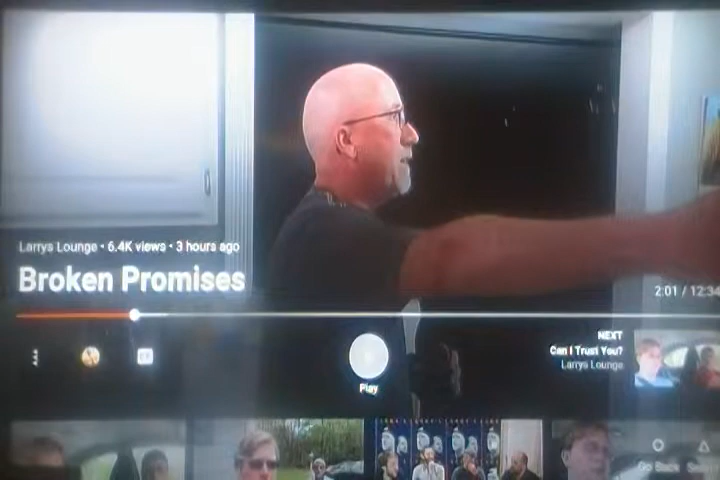 Larrys Lounge • 6.4K views • 3 hours ago
Broken Promises
2:01 / 12:34
NEXT
Can I Trust You?
Larrys Lounge
Play
Go Back